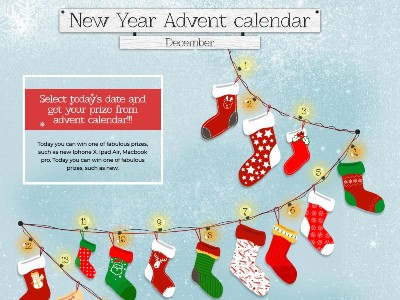 New Year Advent calendar
December
Select today's date and
get your prize from
advent calendar!!!
Today you can win one of fabulous prizes,
such as new Iphone X, Ipad Air, Macbook
pro. Today you can win one of fabulous
prizes, such as new.
1
2
3
4
5
6
7
8
9
10
11
12
13